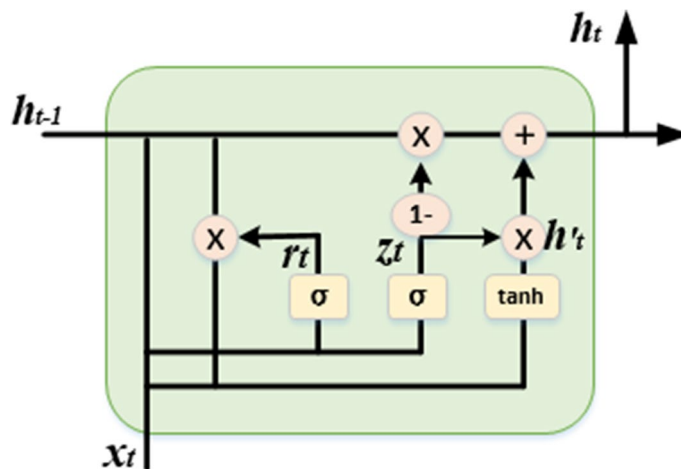 hₜ
hₜ₋₁
x
+
1-
x
rₜ
zₜ
x
h'ₜ
σ
σ
tanh
xₜ